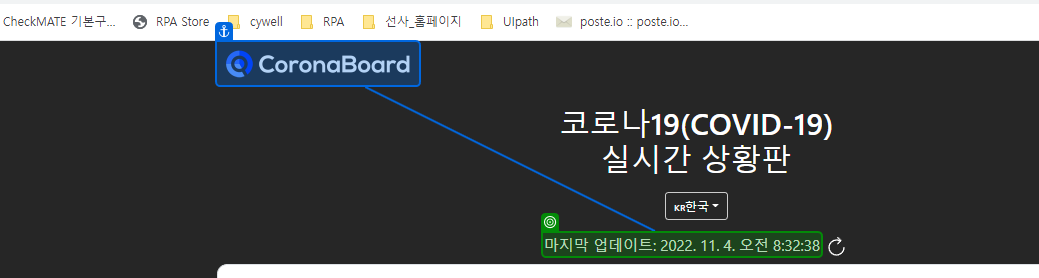 CheckMATE 기본구... RPA Store cywell RPA 선사_홈페이지 UIpath poste.io :: poste.io...
CoronaBoard
코로나19(COVID-19)
실시간 상황판
KR한국
마지막 업데이트: 2022. 11. 4. 오전 8:32:38